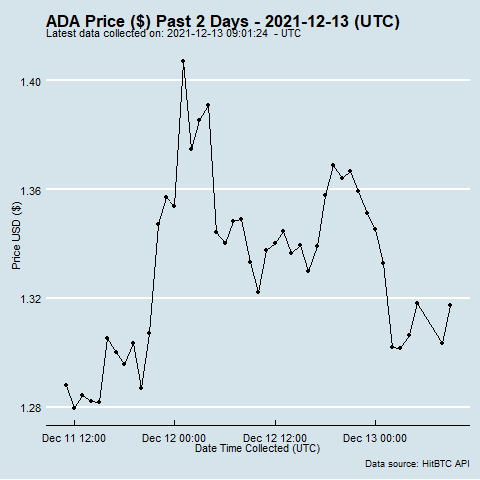 ADA Price ($) Past 2 Days - 2021-12-13 (UTC)
Latest data collected on: 2021-12-13 09:01:24  - UTC
1.40
1.36
1.32
1.28
Price USD ($)
Dec 11 12:00 Dec 12 00:00 Dec 12 12:00 Dec 13 00:00
Date Time Collected (UTC)
Data source: HitBTC API